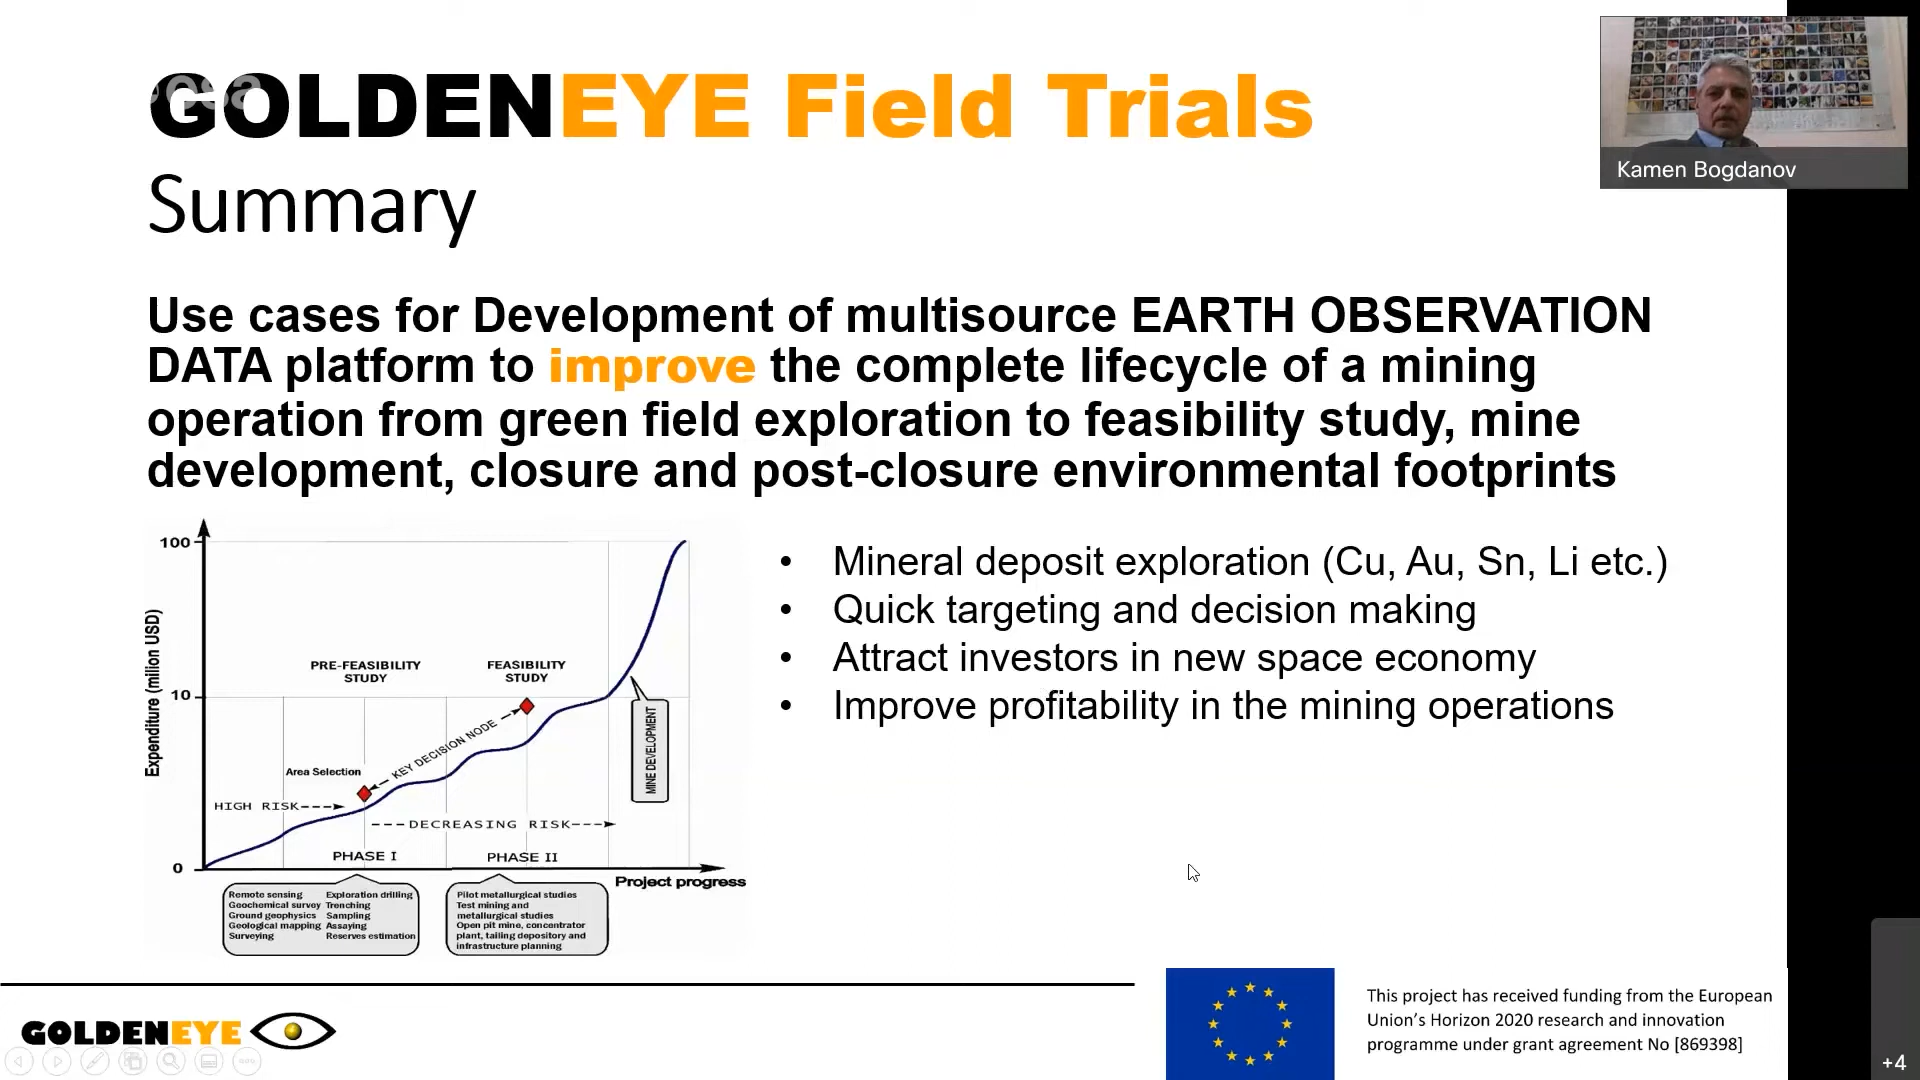 esa
GOLDENEYE Field Trials
Summary
Kamen Bogdanov
Use cases for Development of multisource EARTH OBSERVATION
DATA platform to improve the complete lifecycle of a mining
operation from green field exploration to feasibility study, mine
development, closure and post-closure environmental footprints
100
10
0
Expenditure (milion USD)
PRE-FEASIBILITY
STUDY
FEASIBILITY
STUDY
KEY DECISION NODE
Area Selection
HIGH RISK
DECREASING RISK
MINE DEVELOPMENT
PHASE I
PHASE II
Project progress
Remote sensing
Geochemical survey
Ground geophysics
Geological mapping
Surveying
Exploration drilling
Trenching
Sampling
Assaying
Reserves estimation
Pilot metallurgical studies
Test mining and
metallurgical studies
Open pit mine, concentrator
plant, tailing depository and
infrastructure planning
• Mineral deposit exploration (Cu, Au, Sn, Li etc.)
• Quick targeting and decision making
• Attract investors in new space economy
• Improve profitability in the mining operations
GOLDENEYE
This project has received funding from the European
Union's Horizon 2020 research and innovation
programme under grant agreement No [869398]
+4